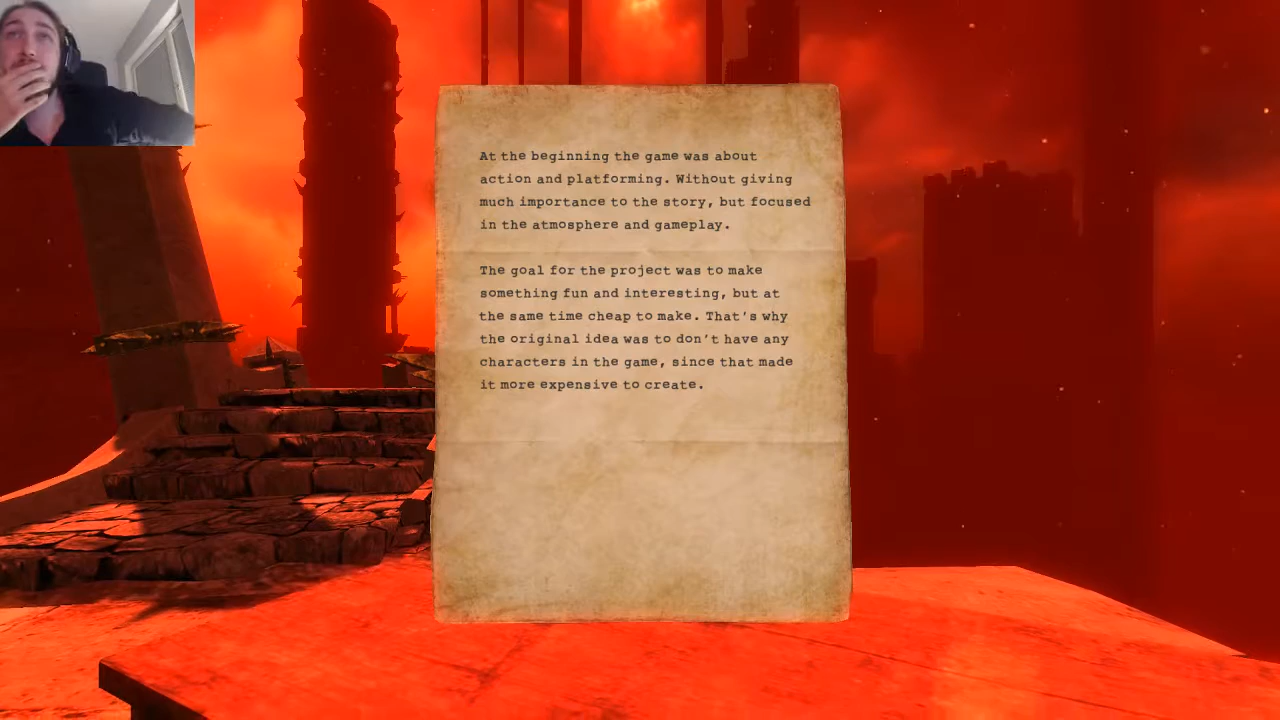 At the beginning the game was about
action and platforming. Without giving
much importance to the story, but focused
in the atmosphere and gameplay.
The goal for the project was to make
something fun and interesting, but at
the same time cheap to make. That's why
the original idea was to don't have any
characters in the game, since that made
it more expensive to create.